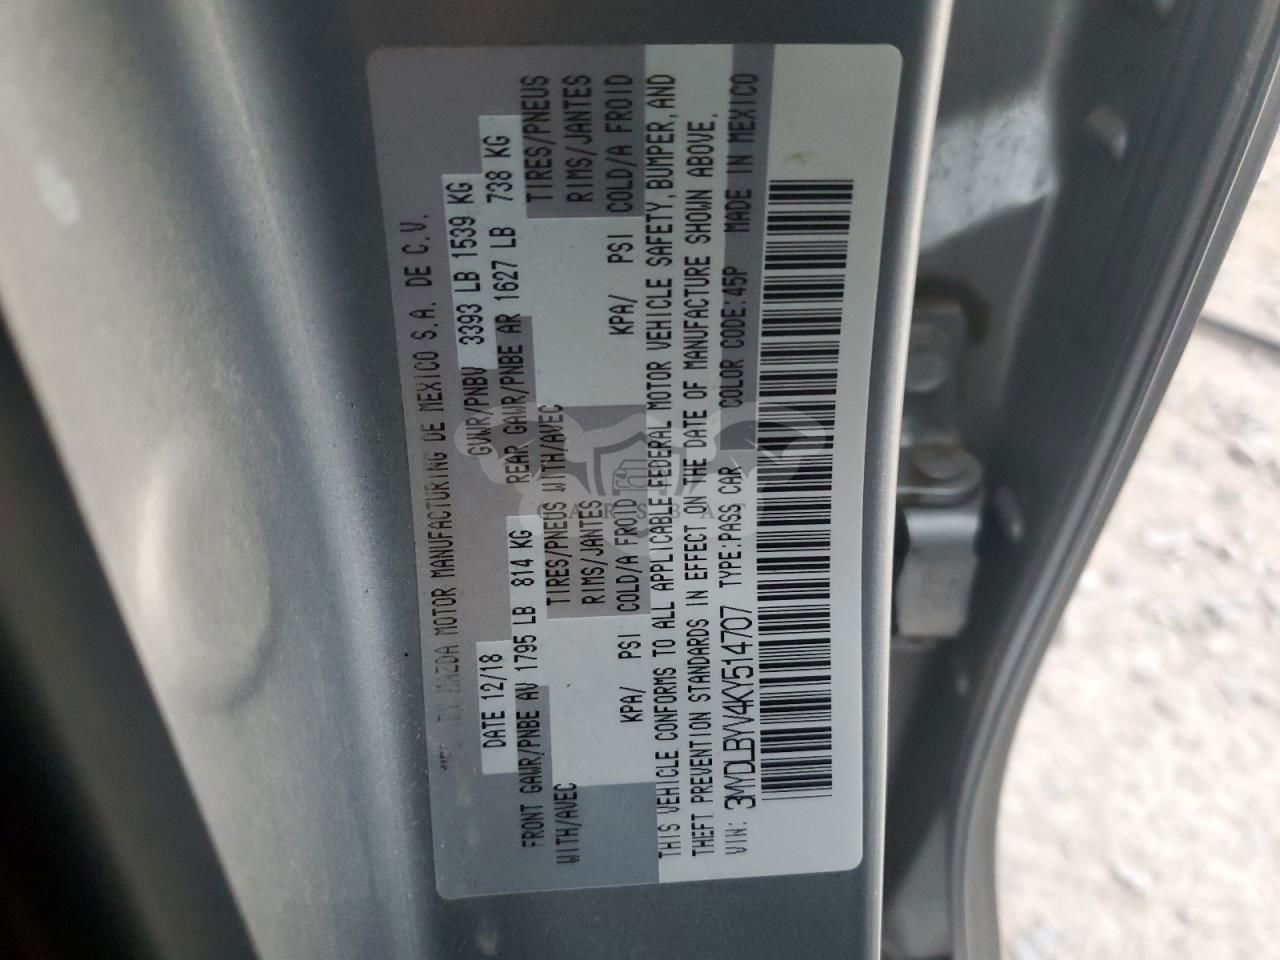 BY MAZDA MOTOR MANUFACTURING DE MEXICO S.A. DE C.V.
DATE 12/18 GVWR/PNBV 3393 LB 1539 KG
FRONT GAWR/PNBE AV 1795 LB 814 KG REAR GAWR/PNBE AR 1627 LB 738 KG
WITH/AVEC TIRES/PNEUS WITH/AVEC TIRES/PNEUS
RIMS/JANTES RIMS/JANTES
KPA/ PSI COLD/A FROID KPA/ PSI COLD/A FROID
THIS VEHICLE CONFORMS TO ALL APPLICABLE FEDERAL MOTOR VEHICLE SAFETY, BUMPER, AND
THEFT PREVENTION STANDARDS IN EFFECT ON THE DATE OF MANUFACTURE SHOWN ABOVE.
VIN: 3MYDLBYV4KY514707 TYPE:PASS CAR COLOR CODE:45P MADE IN MEXICO